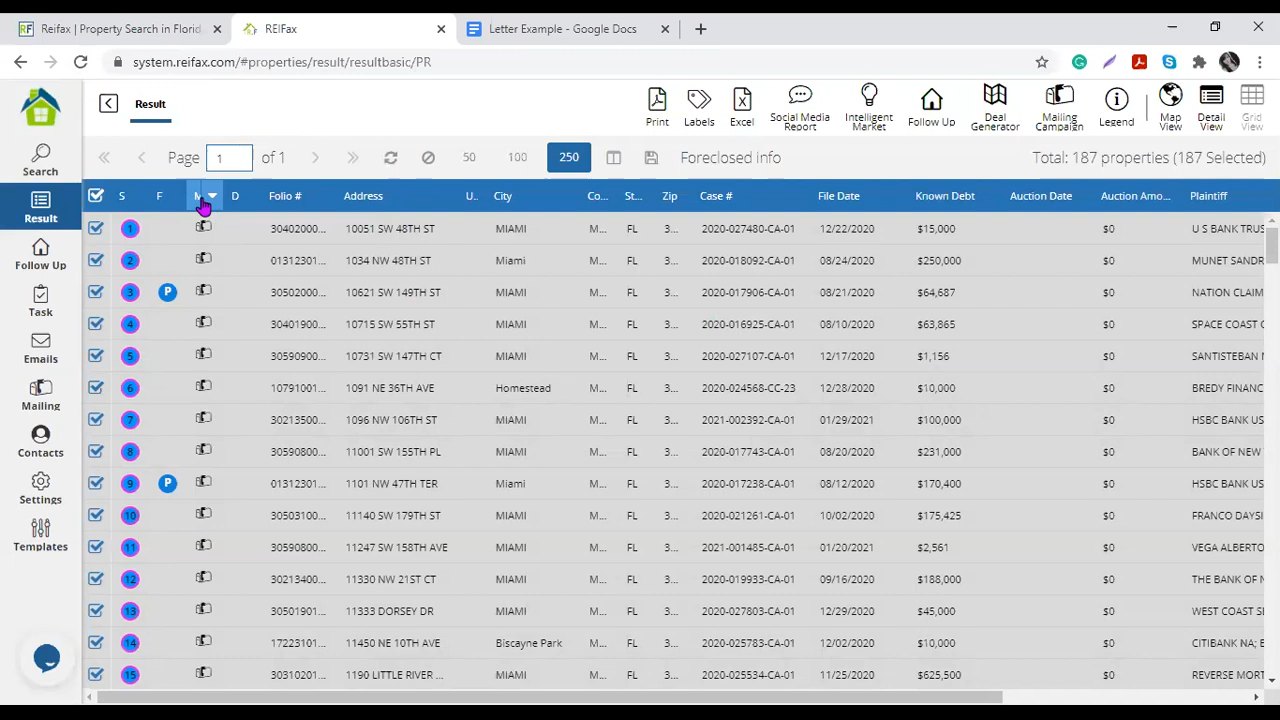 RF Reifax | Property Search in Florid
REIFax
Letter Example - Google Docs
system.reifax.com/#properties/result/resultbasic/PR
Result
Print
Labels
Excel
Social Media Report
Intelligent Market
Follow Up
Deal Generator
Mailing Campaign
Legend
Map View
Detail View
Grid View
Page 1 of 1 50 100 250 Foreclosed info Total: 187 properties (187 Selected)
Search
Result
Follow Up
Task
Emails
Mailing
Contacts
Settings
Templates
S F M D Folio # Address U.. City Co... St... Zip Case # File Date Known Debt Auction Date Auction Amo... Plaintiff
1 30402000... 10051 SW 48TH ST MIAMI M... FL 3... 2020-027480-CA-01 12/22/2020 $15,000 $0 U S BANK TRUS
2 01312301... 1034 NW 48TH ST Miami M... FL 3... 2020-018092-CA-01 08/24/2020 $250,000 $0 MUNET SANDR
3 P 30502000... 10621 SW 149TH ST MIAMI M... FL 3... 2020-017906-CA-01 08/21/2020 $64,687 $0 NATION CLAIM
4 30401900... 10715 SW 55TH ST MIAMI M... FL 3... 2020-016925-CA-01 08/10/2020 $63,865 $0 SPACE COAST C
5 30590900... 10731 SW 147TH CT MIAMI M... FL 3... 2020-027107-CA-01 12/17/2020 $1,156 $0 SANTISTEBAN
6 10791001... 1091 NE 36TH AVE Homestead M... FL 3... 2020-024568-CC-23 12/28/2020 $10,000 $0 BREDY FINANC
7 30213500... 1096 NW 106TH ST MIAMI M... FL 3... 2021-002392-CA-01 01/29/2021 $100,000 $0 HSBC BANK US
8 30590800... 11001 SW 155TH PL MIAMI M... FL 3... 2020-017743-CA-01 08/20/2020 $231,000 $0 BANK OF NEW
9 P 01312301... 1101 NW 47TH TER Miami M... FL 3... 2020-017238-CA-01 08/12/2020 $170,400 $0 HSBC BANK US
10 30503100... 11140 SW 179TH ST MIAMI M... FL 3... 2020-021261-CA-01 10/02/2020 $175,425 $0 FRANCO DAYSI
11 30590800... 11247 SW 158TH AVE MIAMI M... FL 3... 2021-001485-CA-01 01/20/2021 $2,561 $0 VEGA ALBERTO
12 30213400... 11330 NW 21ST CT MIAMI M... FL 3... 2020-019933-CA-01 09/16/2020 $188,000 $0 THE BANK OF N
13 30501901... 11333 DORSEY DR MIAMI M... FL 3... 2020-027803-CA-01 12/29/2020 $45,000 $0 WEST COAST S
14 17223101... 11450 NE 10TH AVE Biscayne Park M... FL 3... 2020-025783-CA-01 12/02/2020 $10,000 $0 CITIBANK NA;
15 30310201... 1190 LITTLE RIVER ... MIAMI M... FL 3... 2020-025534-CA-01 11/25/2020 $625,500 $0 REVERSE MORT